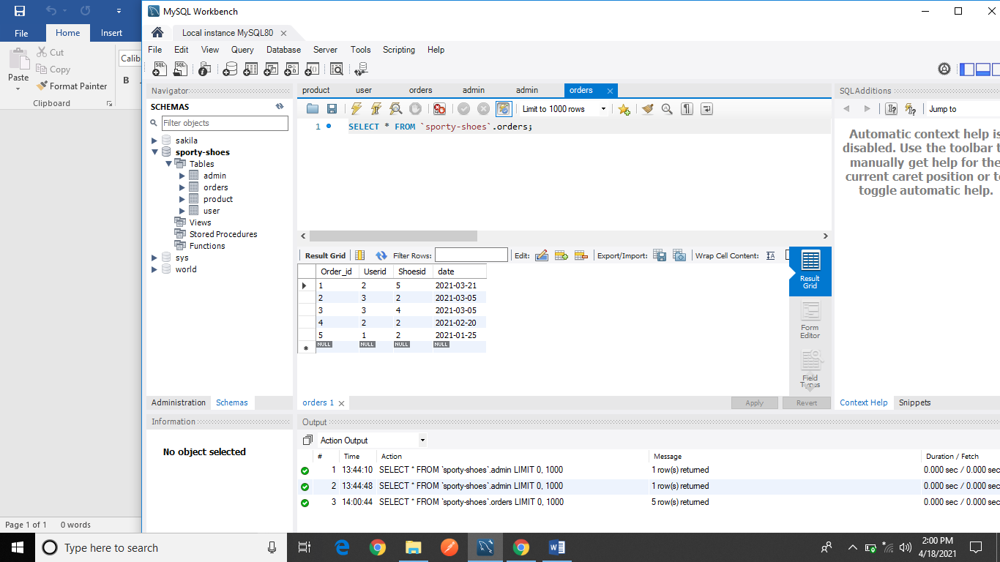 MySQL Workbench
File
Home
Insert
Cut
Copy
Format Painter
Paste
Calib
B
Clipboard
Local instance MySQL80
File Edit View Query Database Server Tools Scripting Help
Navigator
SCHEMAS
Filter objects
sakila
sporty-shoes
Tables
admin
orders
product
user
Views
Stored Procedures
Functions
sys
world
Administration Schemas
Information
No object selected
product user orders admin admin orders
Limit to 1000 rows
1 SELECT * FROM `sporty-shoes`.orders;
Result Grid Filter Rows: Edit: Export/Import: Wrap Cell Content:
Order_id Userid Shoesid date
1 2 5 2021-03-21
2 3 2 2021-03-05
3 3 4 2021-03-05
4 2 2 2021-02-20
5 1 2 2021-01-25
NULL NULL NULL NULL
Result
Grid
Form
Editor
Field
Types
orders 1
Apply Revert
SQLAdditions
Jump to
Automatic context help is
disabled. Use the toolbar t
manually get help for the
current caret position or to
toggle automatic help.
Context Help Snippets
Output
Action Output
# Time Action Message Duration / Fetch
1 13:44:10 SELECT * FROM `sporty-shoes`.admin LIMIT 0, 1000 1 row(s) returned 0.000 sec / 0.000 sec
2 13:44:48 SELECT * FROM `sporty-shoes`.admin LIMIT 0, 1000 1 row(s) returned 0.000 sec / 0.000 sec
3 14:00:44 SELECT * FROM `sporty-shoes`.orders LIMIT 0, 1000 5 row(s) returned 0.000 sec / 0.000 sec
Page 1 of 1 0 words
Type here to search
2:00 PM
4/18/2021